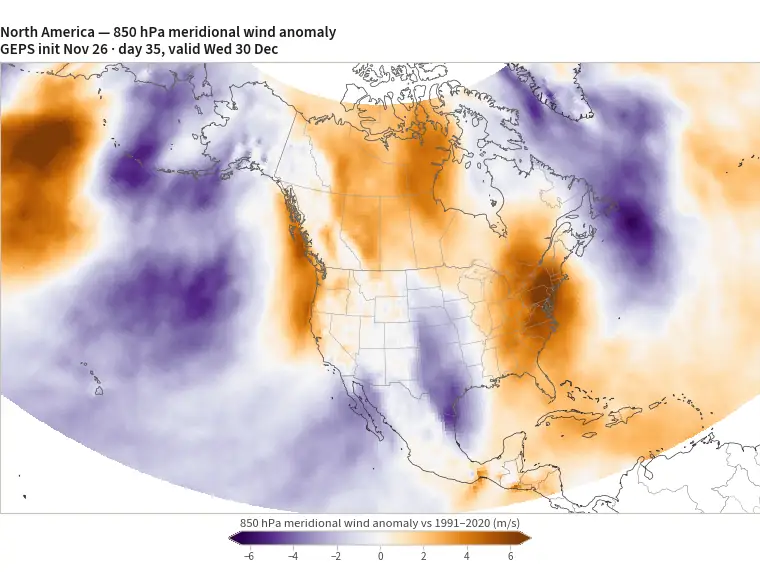 North America — 850 hPa meridional wind anomaly
GEPS init Nov 26 · day 35, valid Wed 30 Dec
850 hPa meridional wind anomaly vs 1991–2020 (m/s)
−6 −4 −2 0 2 4 6